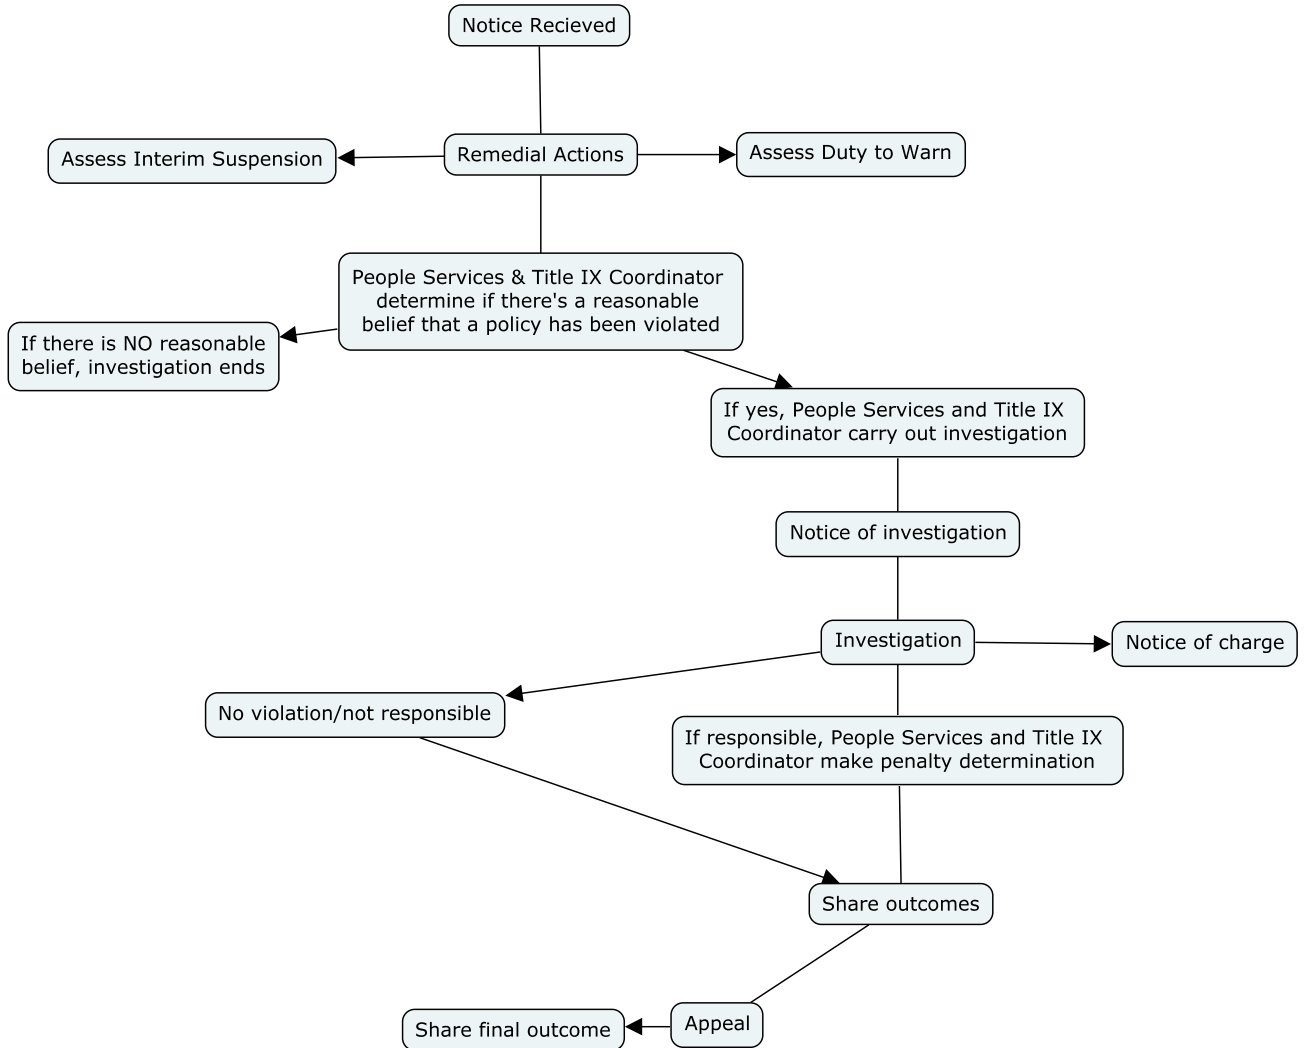 Notice Recieved
Assess Interim Suspension
Remedial Actions
Assess Duty to Warn
People Services & Title IX Coordinator
determine if there's a reasonable
belief that a policy has been violated
If there is NO reasonable
belief, investigation ends
If yes, People Services and Title IX
Coordinator carry out investigation
Notice of investigation
Investigation
Notice of charge
No violation/not responsible
If responsible, People Services and Title IX
Coordinator make penalty determination
Share outcomes
Appeal
Share final outcome